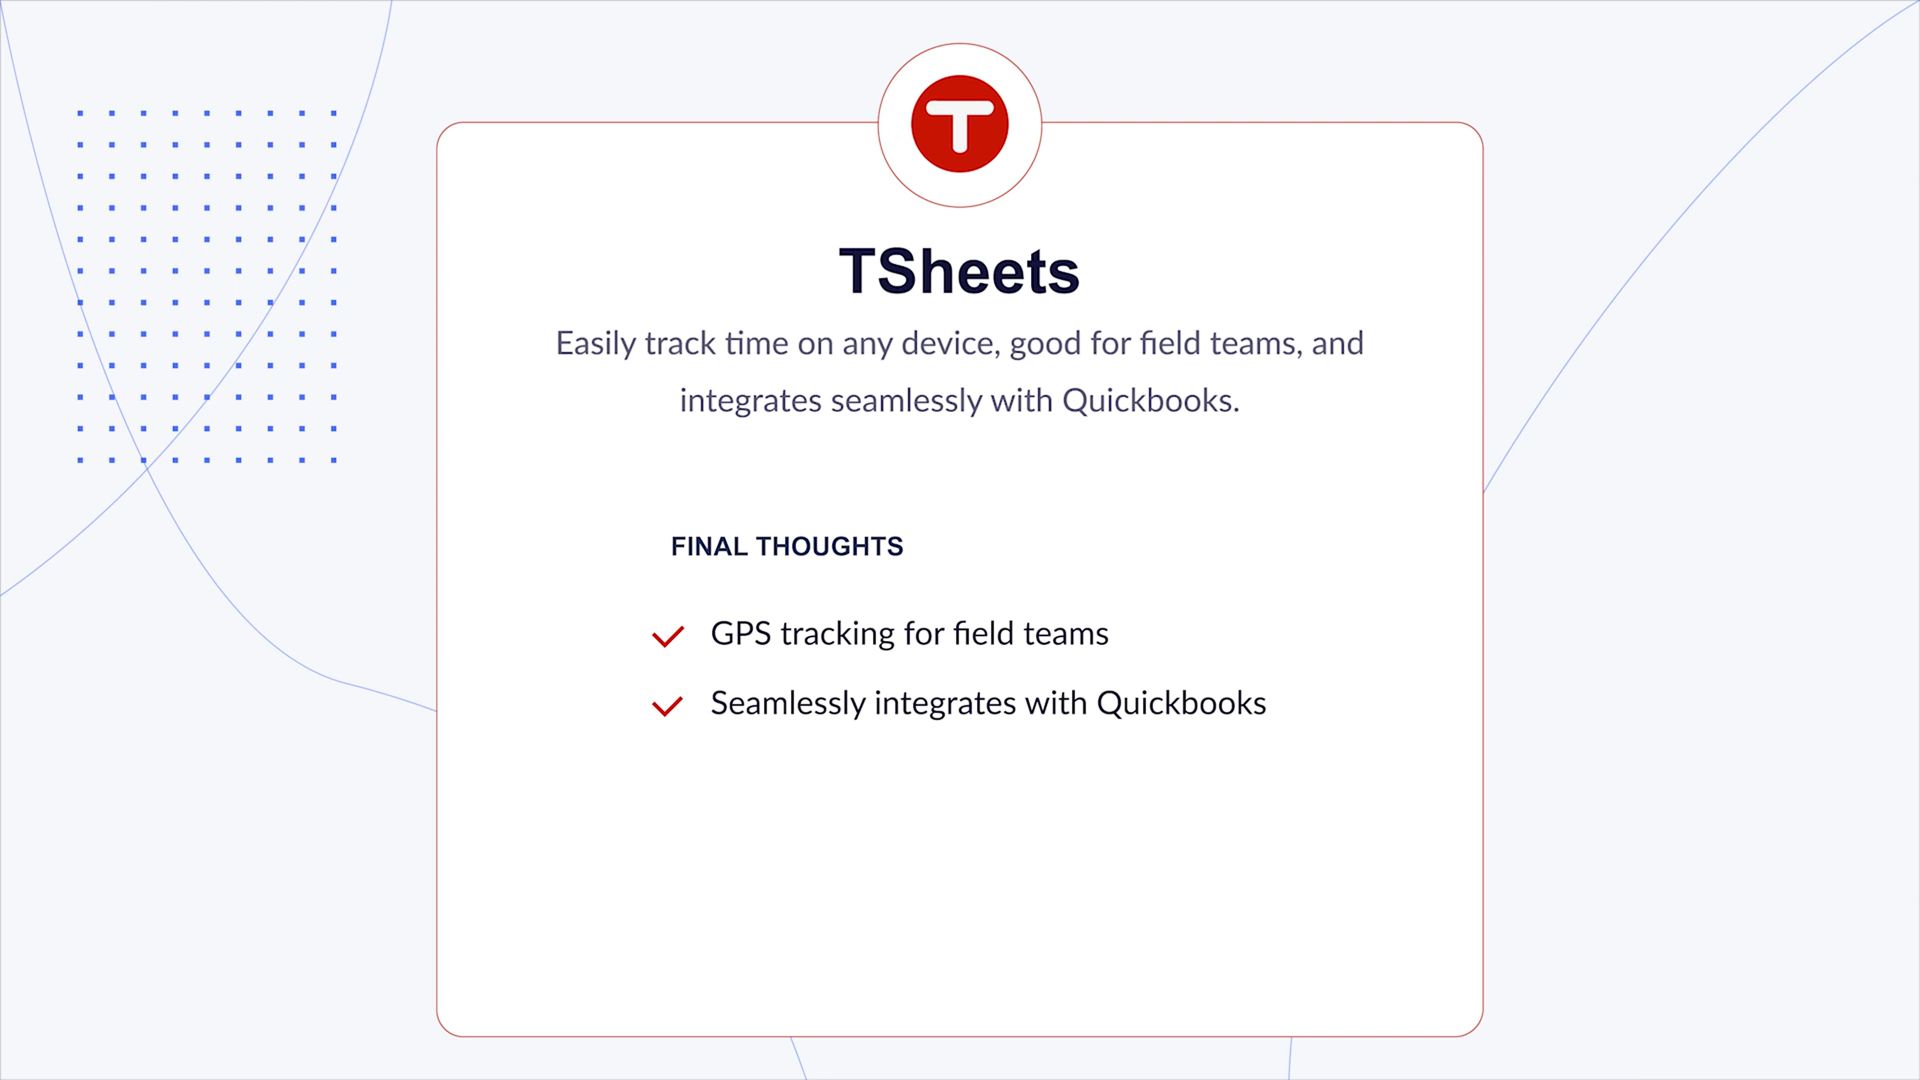 T
TSheets
Easily track time on any device, good for field teams, and
integrates seamlessly with Quickbooks.
FINAL THOUGHTS
GPS tracking for field teams
Seamlessly integrates with Quickbooks